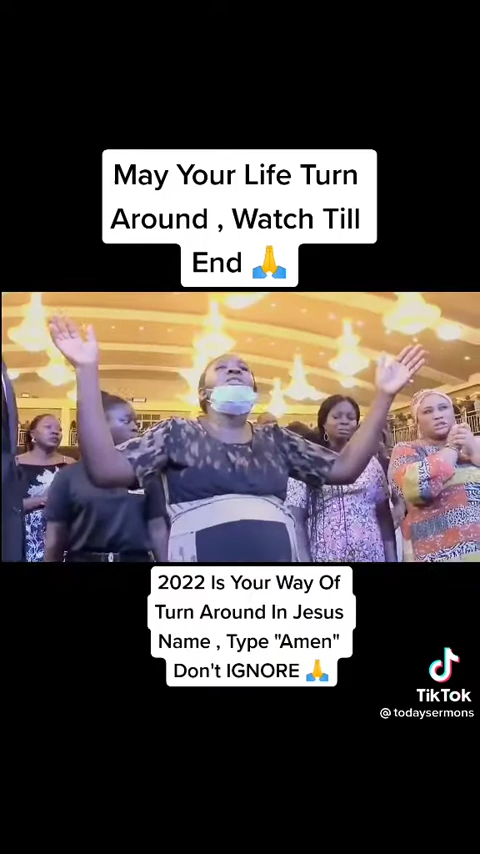 May Your Life Turn
Around , Watch Till
End 🙏
2022 Is Your Way Of
Turn Around In Jesus
Name , Type "Amen"
Don't IGNORE 🙏
TikTok
@todaysermons